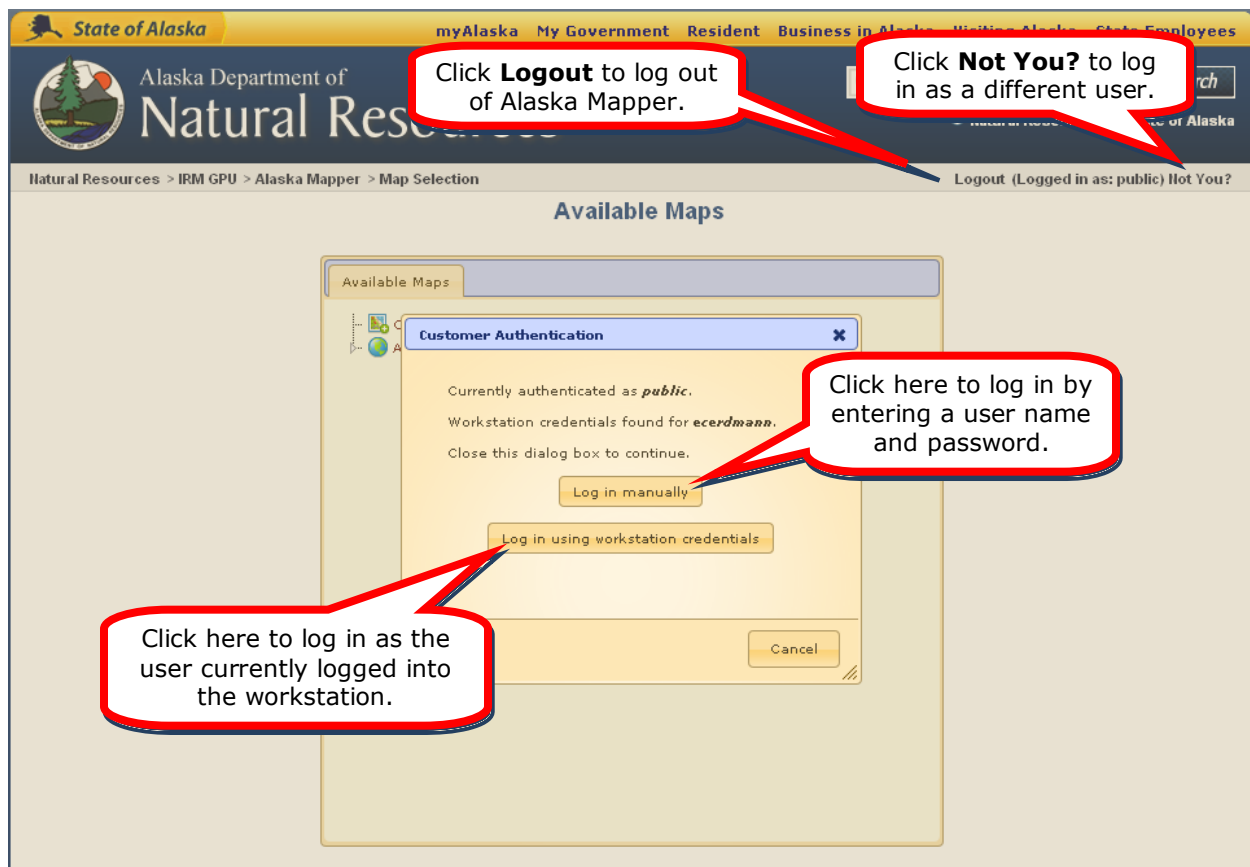 State of Alaska
myAlaska My Government Resident Business in Alaska Visiting Alaska State Employees
Alaska Department of
Natural Resources
Click Logout to log out
of Alaska Mapper.
Click Not You? to log
in as a different user.
Natural Resources > IRM GPU > Alaska Mapper > Map Selection
Logout (Logged in as: public) Not You?
Available Maps
Available Maps
Customer Authentication
Currently authenticated as public.
Workstation credentials found for ecerdmann.
Close this dialog box to continue.
Log in manually
Log in using workstation credentials
Cancel
Click here to log in by
entering a user name
and password.
Click here to log in as the
user currently logged into
the workstation.